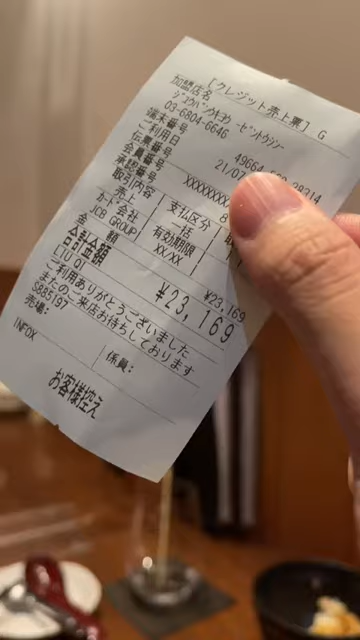 [クレジット売上票] G
加盟店名
03-6804-6646
端末番号 49664
ご利用日 21/07
伝票番号
会員番号 XXXXXXXX
承認番号
取引内容 支払区分
売上 一括
カード会社 有効期限
JCB GROUP XX/XX
金 額 ¥23,169
合計金額 ¥23,169
ご利用ありがとうございました
またのご来店お待ちしております
S885197
売場:
係員:
INFOX
お客様控え